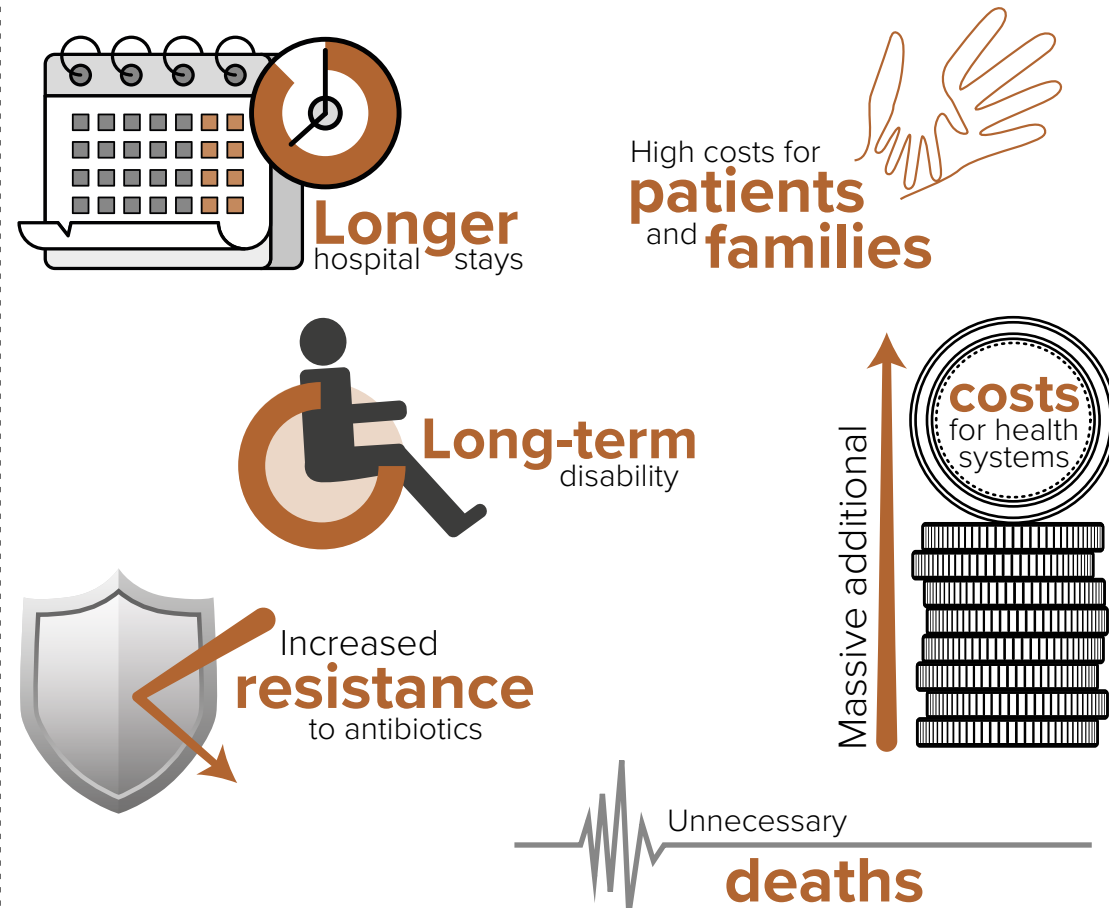 Longer
hospital stays
High costs for
patients
and families
Long-term
disability
Massive additional
costs
for health
systems
Increased
resistance
to antibiotics
Unnecessary
deaths